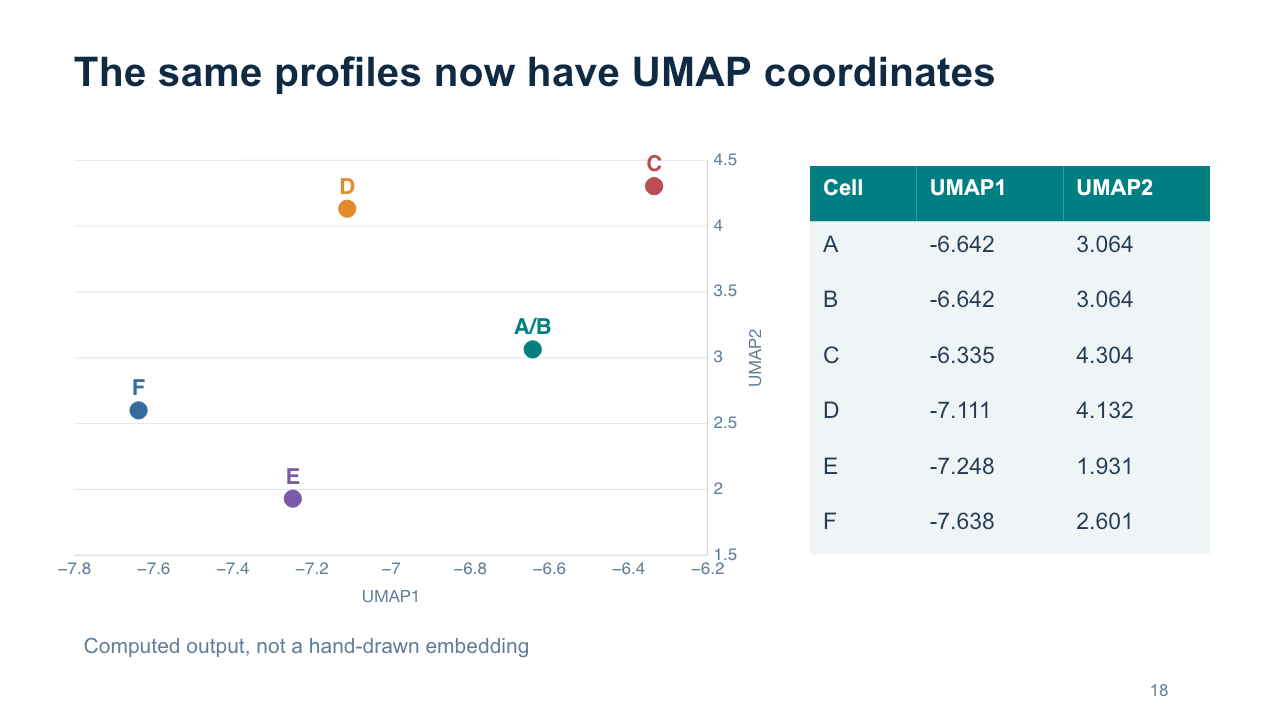 The same profiles now have UMAP coordinates
C
D
A/B
F
E
4.5
4
3.5
3
2.5
2
1.5
UMAP2
−7.8 −7.6 −7.4 −7.2 −7 −6.8 −6.6 −6.4 −6.2
UMAP1
Cell UMAP1 UMAP2
A -6.642 3.064
B -6.642 3.064
C -6.335 4.304
D -7.111 4.132
E -7.248 1.931
F -7.638 2.601
Computed output, not a hand-drawn embedding
18